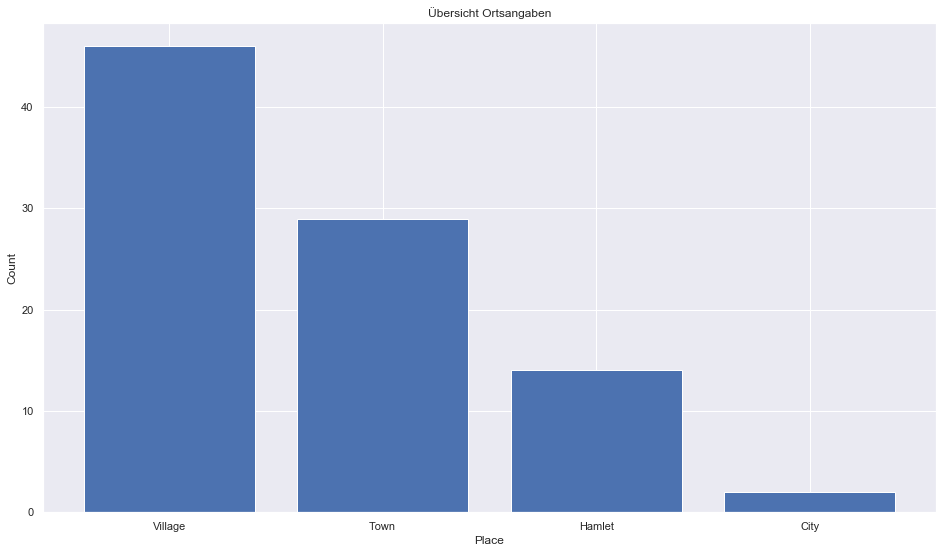 Übersicht Ortsangaben
Count
40
30
20
10
0
Village
Town
Hamlet
City
Place